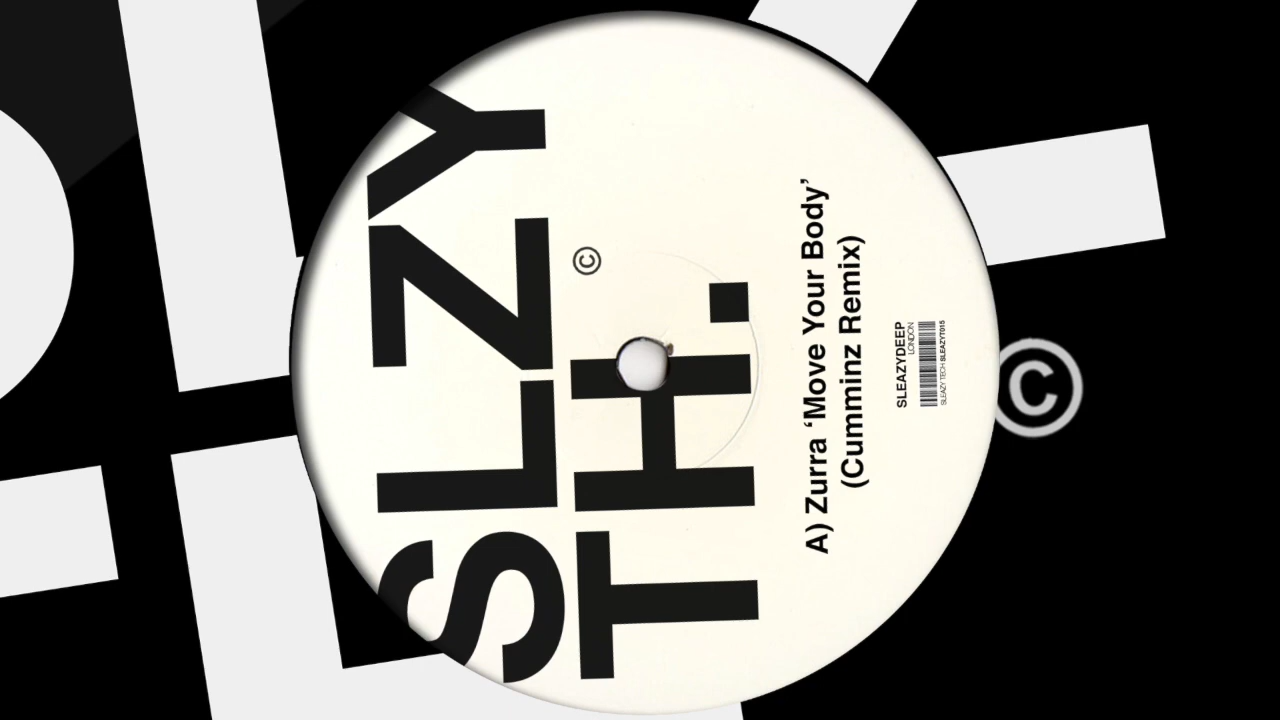 SLZY
©
TH.
A) Zurra ‘Move Your Body’
(Cumminz Remix)
SLEAZYDEEP
LONDON
SLEAZY TECH SLEAZYT015
©